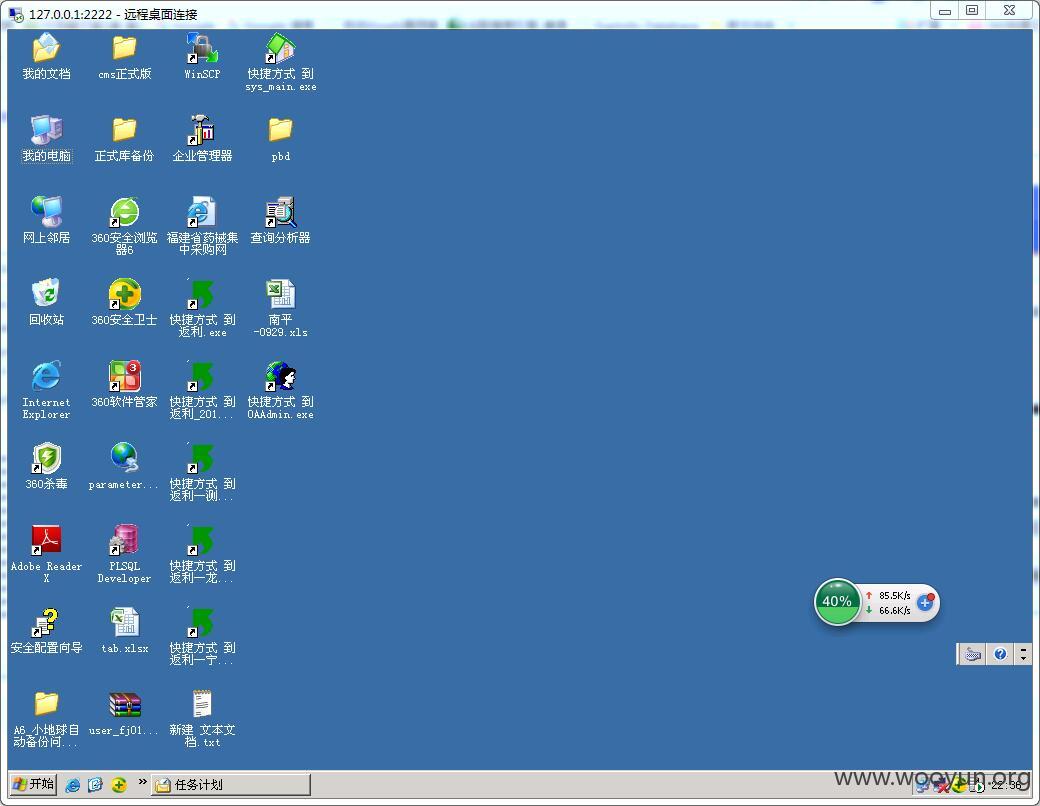 127.0.0.1:2222 - 远程桌面连接
我的文档
cms正式版
WinSCP
快捷方式 到
sys_main.exe
我的电脑
正式库备份
企业管理器
pbd
网上邻居
360安全浏览
器6
福建省药械集
中采购网
查询分析器
回收站
360安全卫士
快捷方式 到
返利.exe
南平
-0929.xls
Internet
Explorer
3
360软件管家
快捷方式 到
返利_201...
快捷方式 到
OAAdmin.exe
360杀毒
parameter...
快捷方式 到
返利一测...
Adobe Reader
X
PLSQL
Developer
快捷方式 到
返利一龙...
40%
85.5K/s
66.6K/s
安全配置向导
tab.xlsx
快捷方式 到
返利一宁...
A6_小地球自
动备份问...
user_fj01...
新建 文本文
档.txt
开始
任务计划
22:36
www.wooyun.org